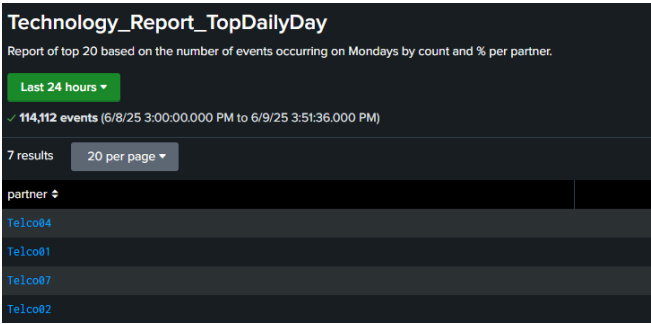 Technology_Report_TopDailyDay
Report of top 20 based on the number of events occurring on Mondays by count and % per partner.
Last 24 hours
114,112 events (6/8/25 3:00:00.000 PM to 6/9/25 3:51:36.000 PM)
7 results 20 per page
partner
Telco04
Telco01
Telco07
Telco02